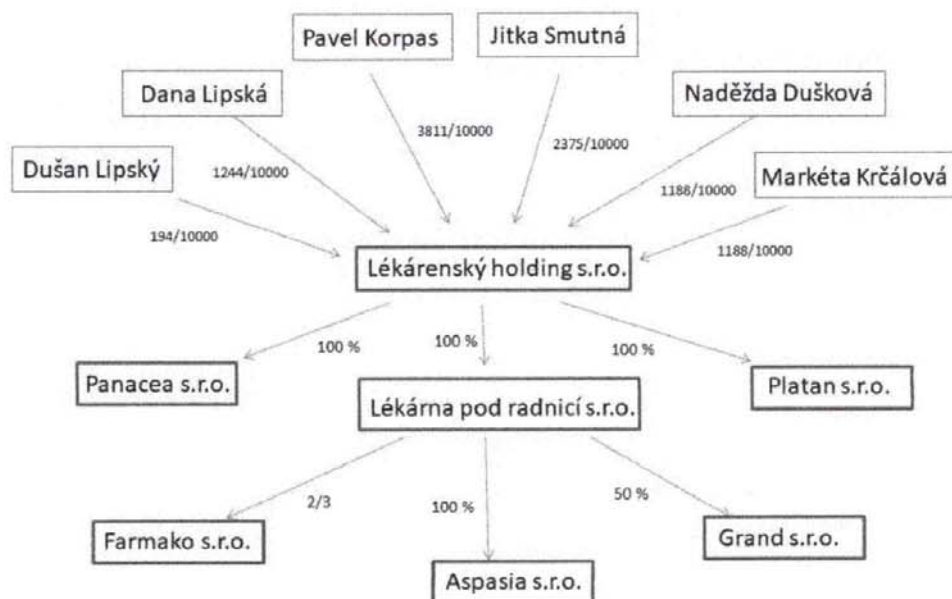 Pavel Korpas
Jitka Smutná
Dana Lipská
Naděžda Dušková
Dušan Lipský
Markéta Krčálová
3811/10000
2375/10000
1244/10000
1188/10000
194/10000
1188/10000
Lékárenský holding s.r.o.
100 %
100 %
100 %
Panacea s.r.o.
Lékárna pod radnicí s.r.o.
Platan s.r.o.
2/3
100 %
50 %
Farmako s.r.o.
Aspasia s.r.o.
Grand s.r.o.